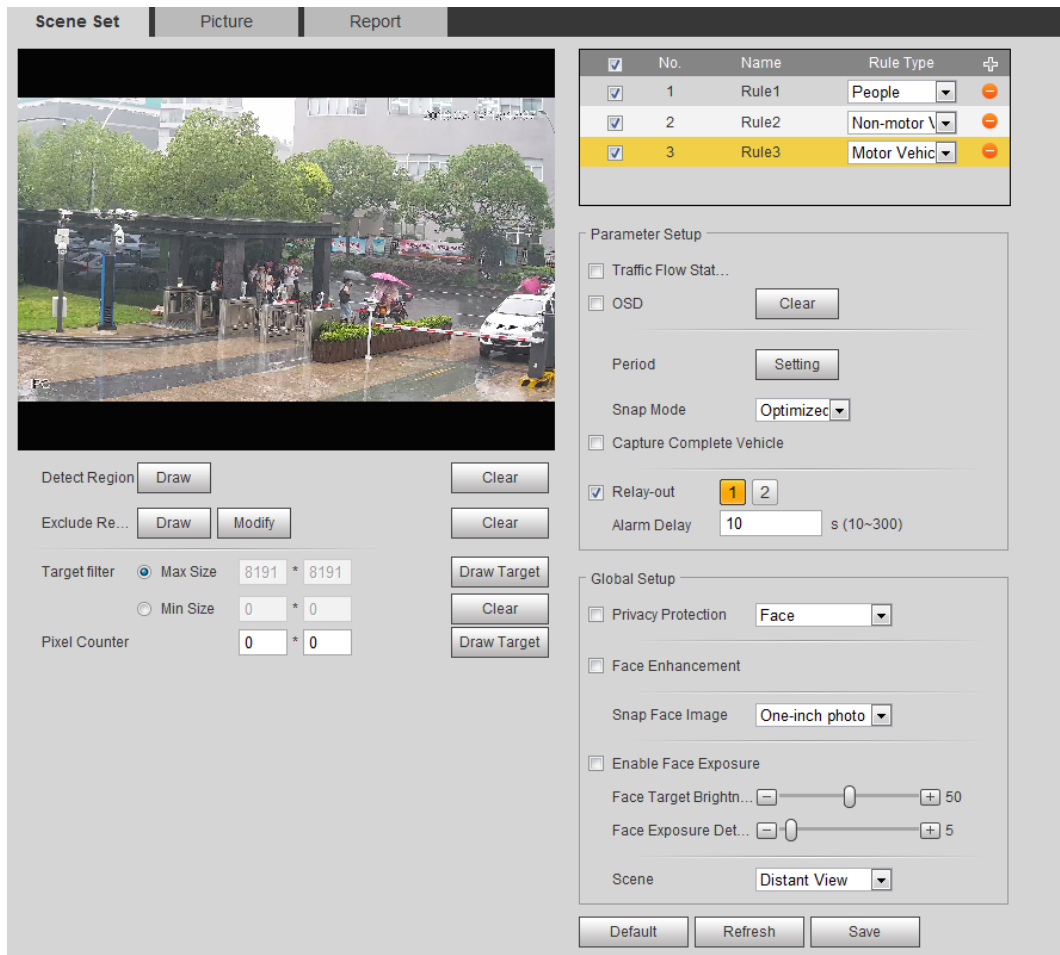 Scene Set Picture Report
No. Name Rule Type
1 Rule1 People
2 Rule2 Non-motor V
3 Rule3 Motor Vehic
Parameter Setup
Traffic Flow Stat...
OSD Clear
Period Setting
Snap Mode Optimized
Capture Complete Vehicle
Relay-out 1 2
Alarm Delay 10 s (10~300)
IPC
Detect Region Draw Clear
Exclude Re... Draw Modify Clear
Target filter Max Size 8191 * 8191 Draw Target
Min Size 0 * 0 Clear
Pixel Counter 0 * 0 Draw Target
Global Setup
Privacy Protection Face
Face Enhancement
Snap Face Image One-inch photo
Enable Face Exposure
Face Target Brightn... 50
Face Exposure Det... 5
Scene Distant View
Default Refresh Save